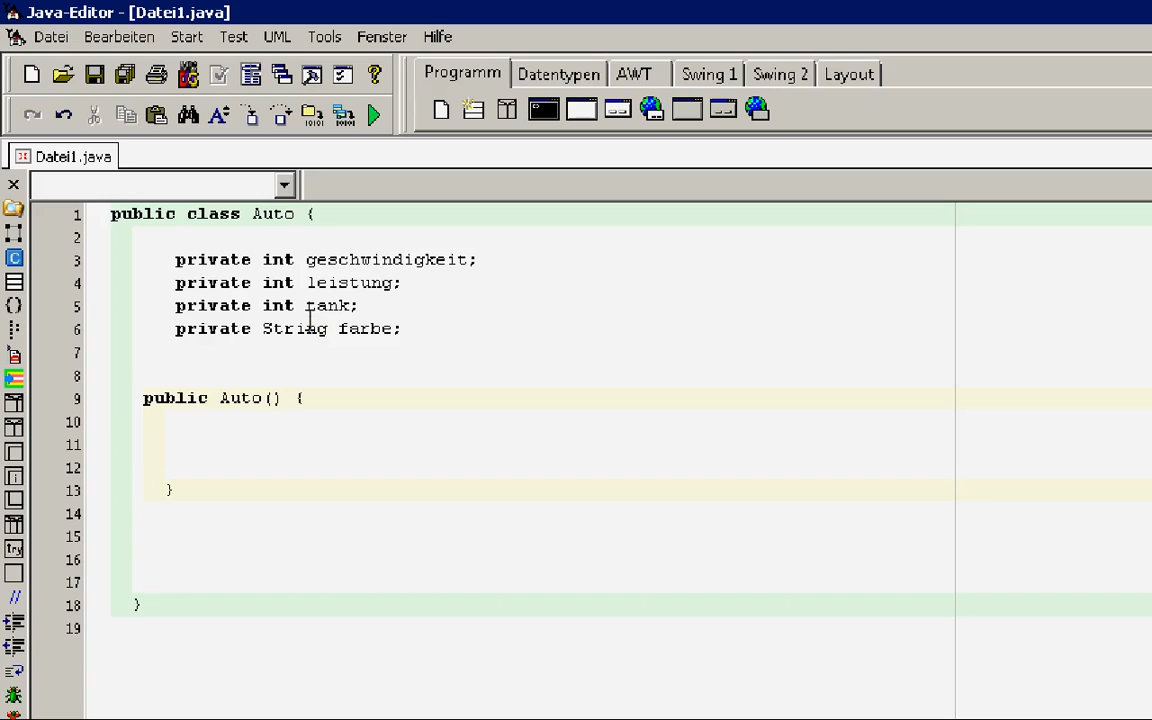 Java-Editor - [Datei1.java]
Datei Bearbeiten Start Test UML Tools Fenster Hilfe
Programm Datentypen AWT Swing 1 Swing 2 Layout
Datei1.java
1 public class Auto {
2
3 private int geschwindigkeit;
4 private int leistung;
5 private int tank;
6 private String farbe;
7
8
9 public Auto() {
10
11
12
13 }
14
15
16
17
18 }
19